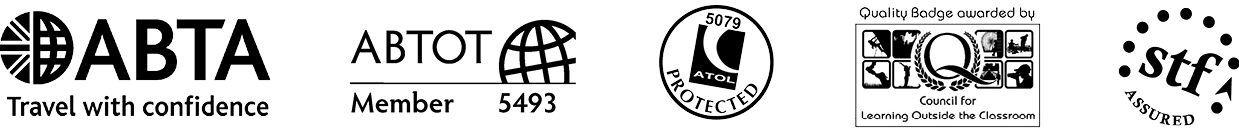 ABTA
Travel with confidence
ABTOT
Member 5493
5079
ATOL
PROTECTED
Quality Badge awarded by
Q
Council for
Learning Outside the Classroom
stf
ASSURED